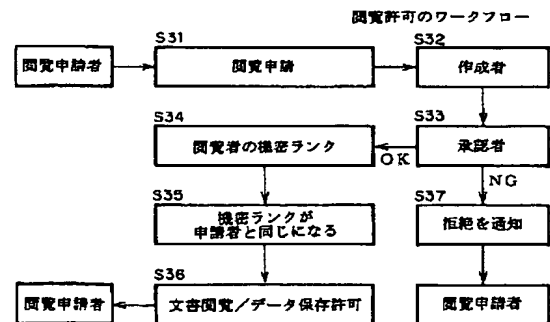 閲覧許可のワークフロー
S31
S32
閲覧申請者
閲覧申請
作成者
S34
S33
閲覧者の機密ランク
OK
承認者
NG
S35
S37
機密ランクが
申請者と同じになる
拒絶を通知
S36
閲覧申請者
文書閲覧/データ保存許可
閲覧申請者